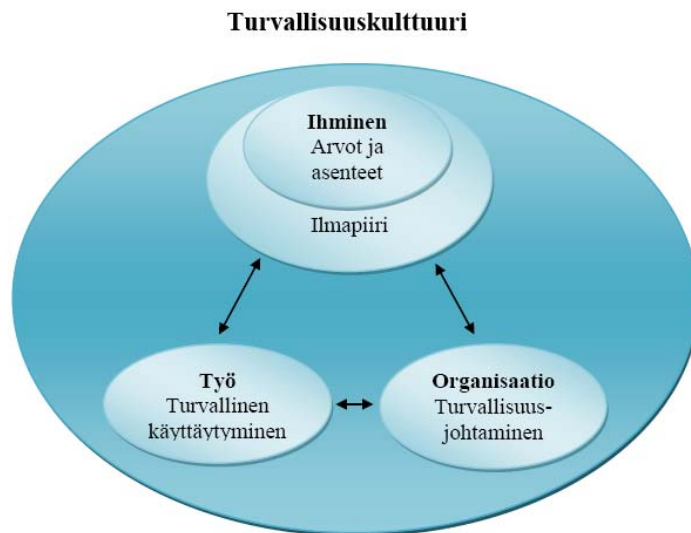 Turvallisuuskulttuuri
Ihminen
Arvot ja
asenteet
Ilmapiiri
Työ
Turvallinen
käyttäytyminen
Organisaatio
Turvallisuus-
johtaminen